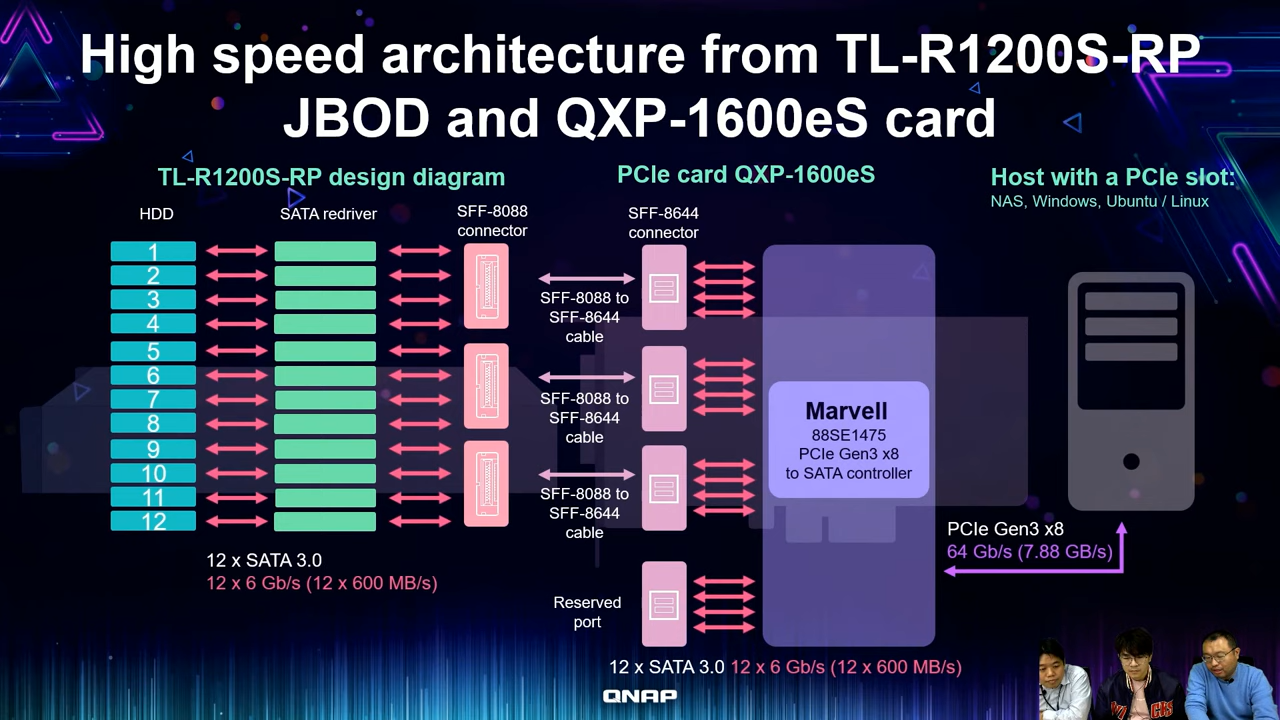 High speed architecture from TL-R1200S-RP
JBOD and QXP-1600eS card
TL-R1200S-RP design diagram
PCIe card QXP-1600eS
Host with a PCIe slot:
NAS, Windows, Ubuntu / Linux
HDD
SATA redriver
SFF-8088
connector
SFF-8644
connector
1
2
3
4
5
6
7
8
9
10
11
12
SFF-8088 to
SFF-8644
cable
SFF-8088 to
SFF-8644
cable
SFF-8088 to
SFF-8644
cable
Marvell
88SE1475
PCIe Gen3 x8
to SATA controller
PCIe Gen3 x8
64 Gb/s (7.88 GB/s)
12 x SATA 3.0
12 x 6 Gb/s (12 x 600 MB/s)
Reserved
port
12 x SATA 3.0 12 x 6 Gb/s (12 x 600 MB/s)
QNAP